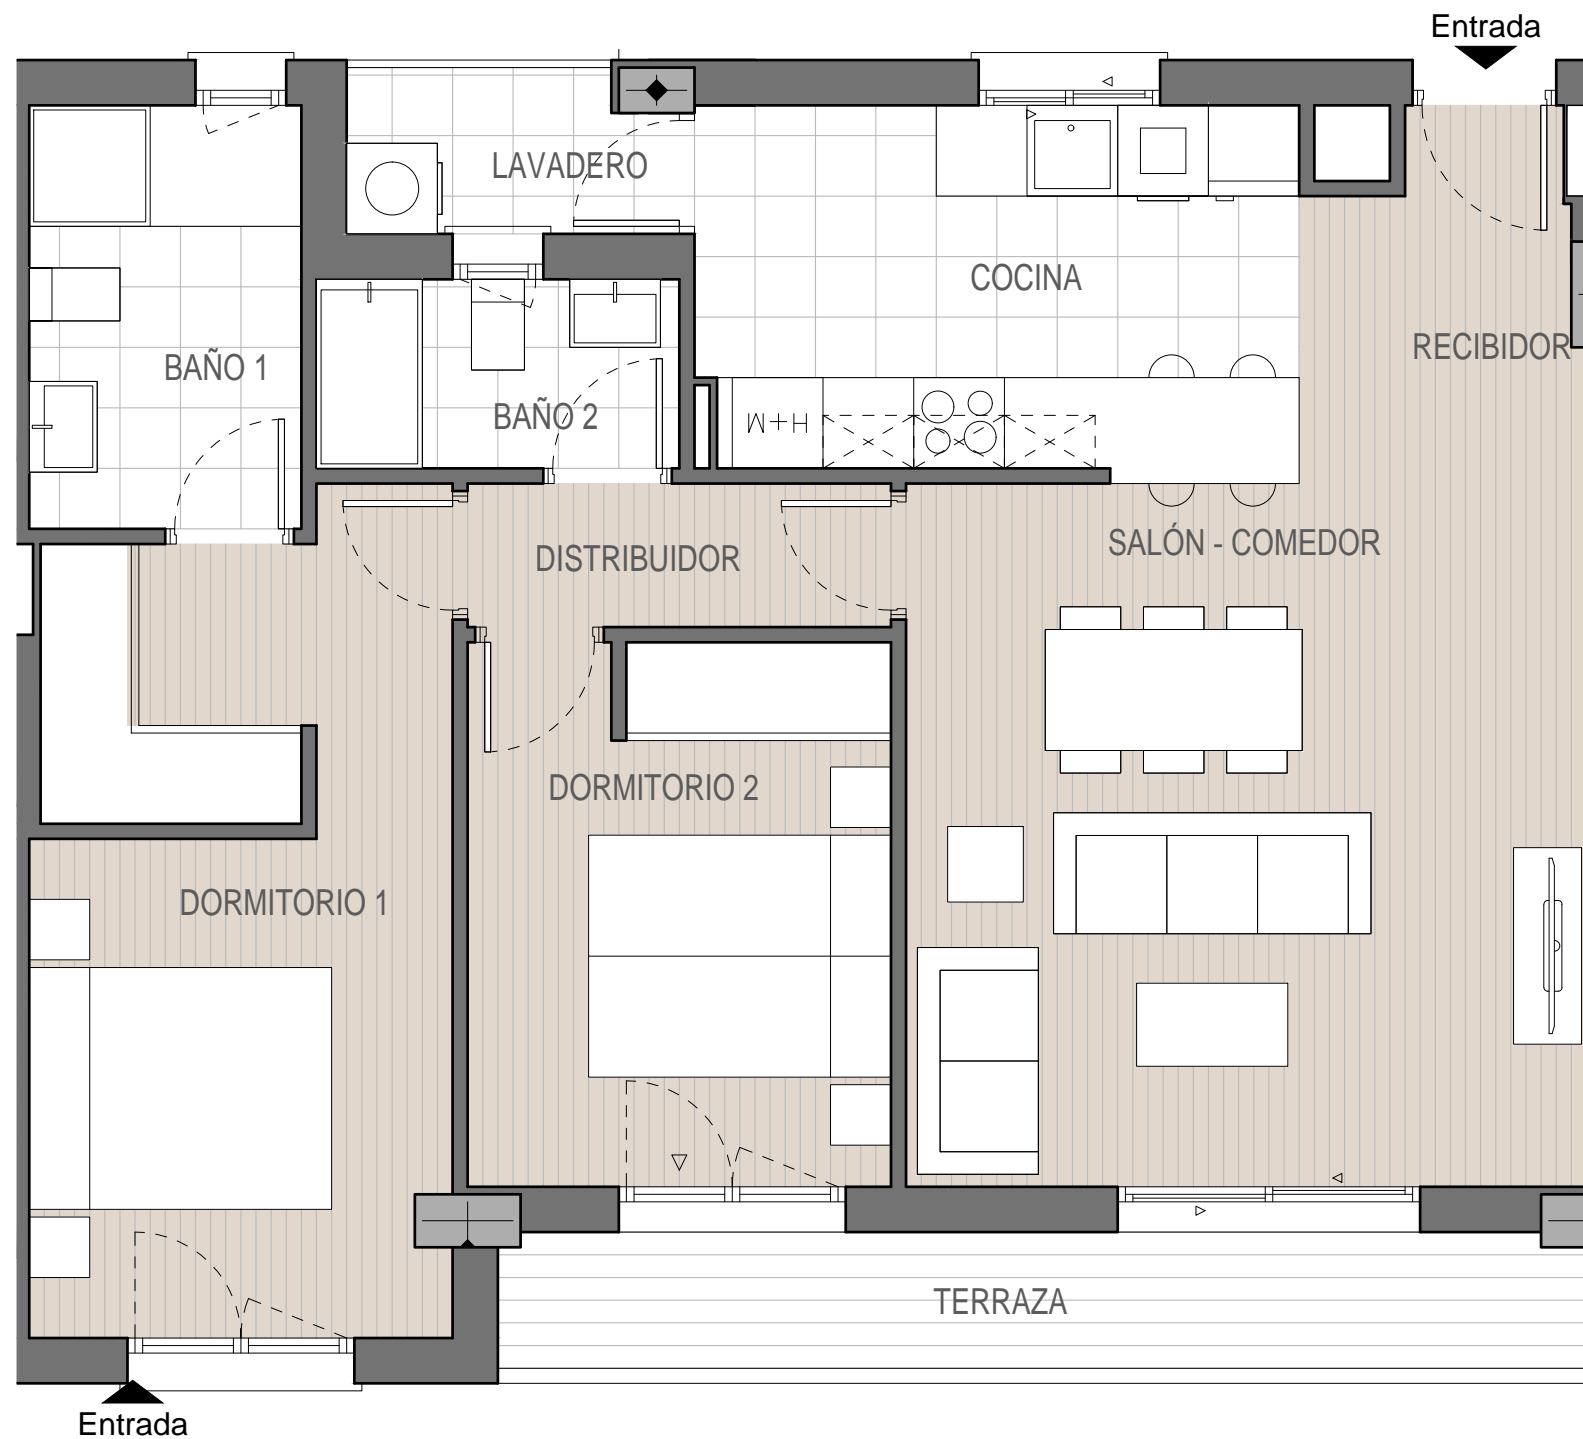 Entrada
LAVADERO
COCINA
RECIBIDOR
BAÑO 1
BAÑO 2
H+M
DISTRIBUIDOR
SALÓN - COMEDOR
DORMITORIO 2
DORMITORIO 1
TERRAZA
Entrada